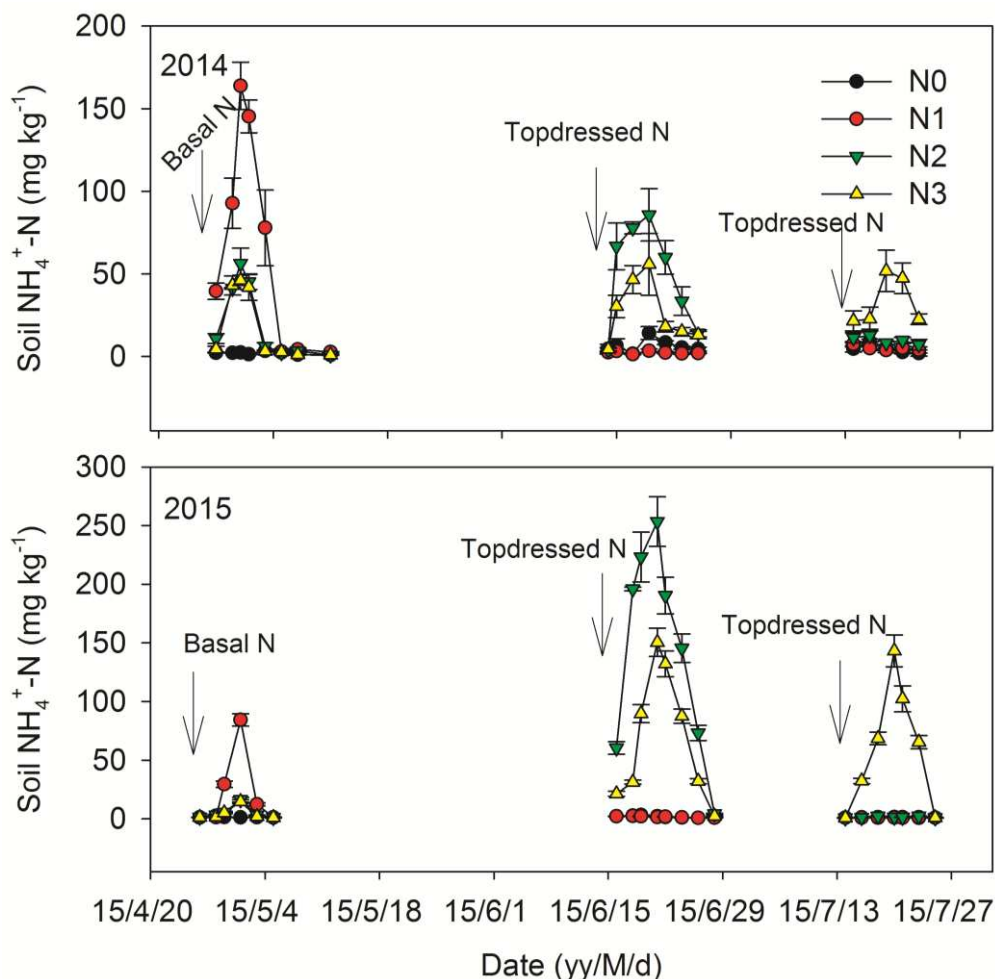 200
150
100
50
0
Soil NH₄⁺-N (mg kg⁻¹)
2014
Basal N
Topdressed N
Topdressed N
N0
N1
N2
N3
300
250
200
150
100
50
0
Soil NH₄⁺-N (mg kg⁻¹)
2015
Basal N
Topdressed N
Topdressed N
15/4/20 15/5/4 15/5/18 15/6/1 15/6/15 15/6/29 15/7/13 15/7/27
Date (yy/M/d)